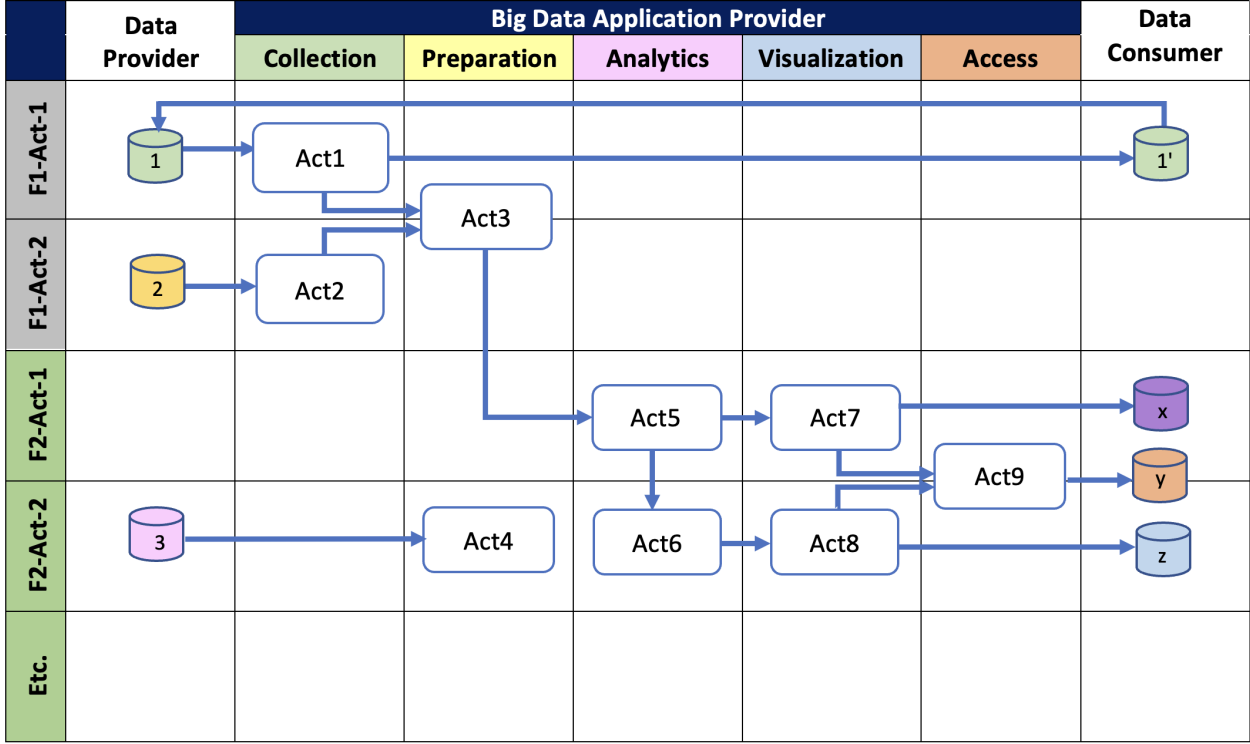 Data
Provider
Big Data Application Provider
Data
Consumer
Collection
Preparation
Analytics
Visualization
Access
F1-Act-1
1
Act1
1'
Act3
F1-Act-2
2
Act2
F2-Act-1
Act5
Act7
x
Act9
y
F2-Act-2
3
Act4
Act6
Act8
z
Etc.